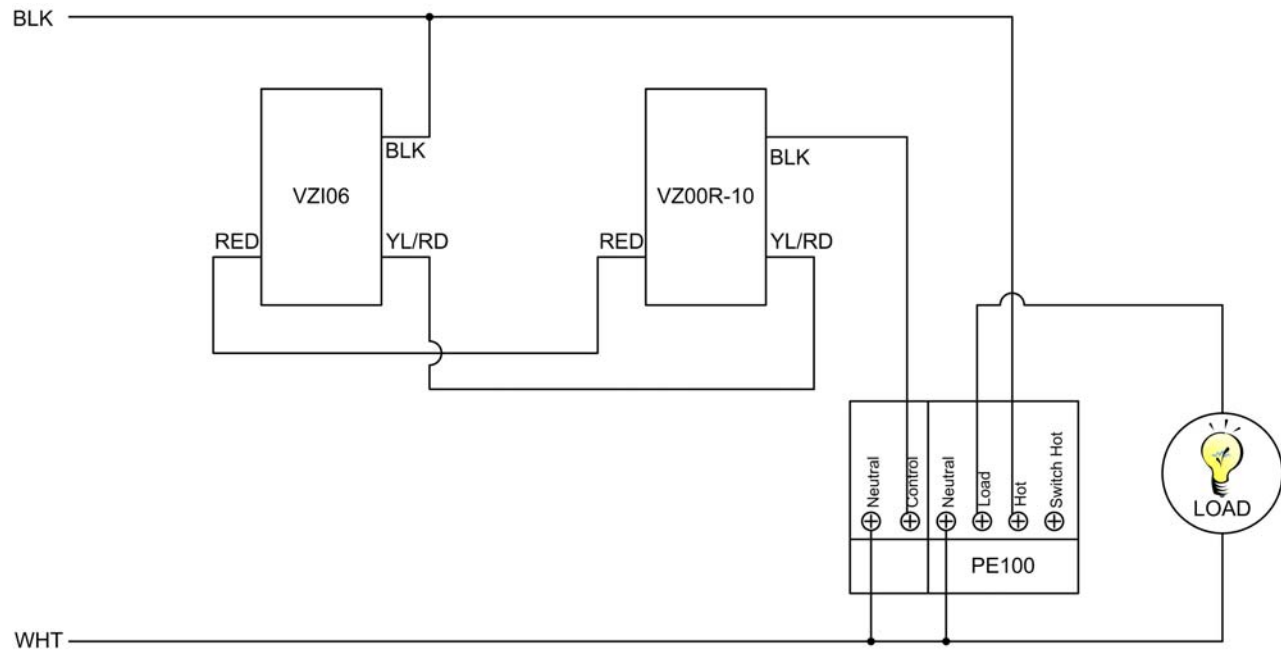 BLK
BLK
BLK
VZI06
VZ00R-10
RED
YL/RD
RED
YL/RD
Neutral
Control
Neutral
Load
Hot
Switch Hot
LOAD
PE100
WHT